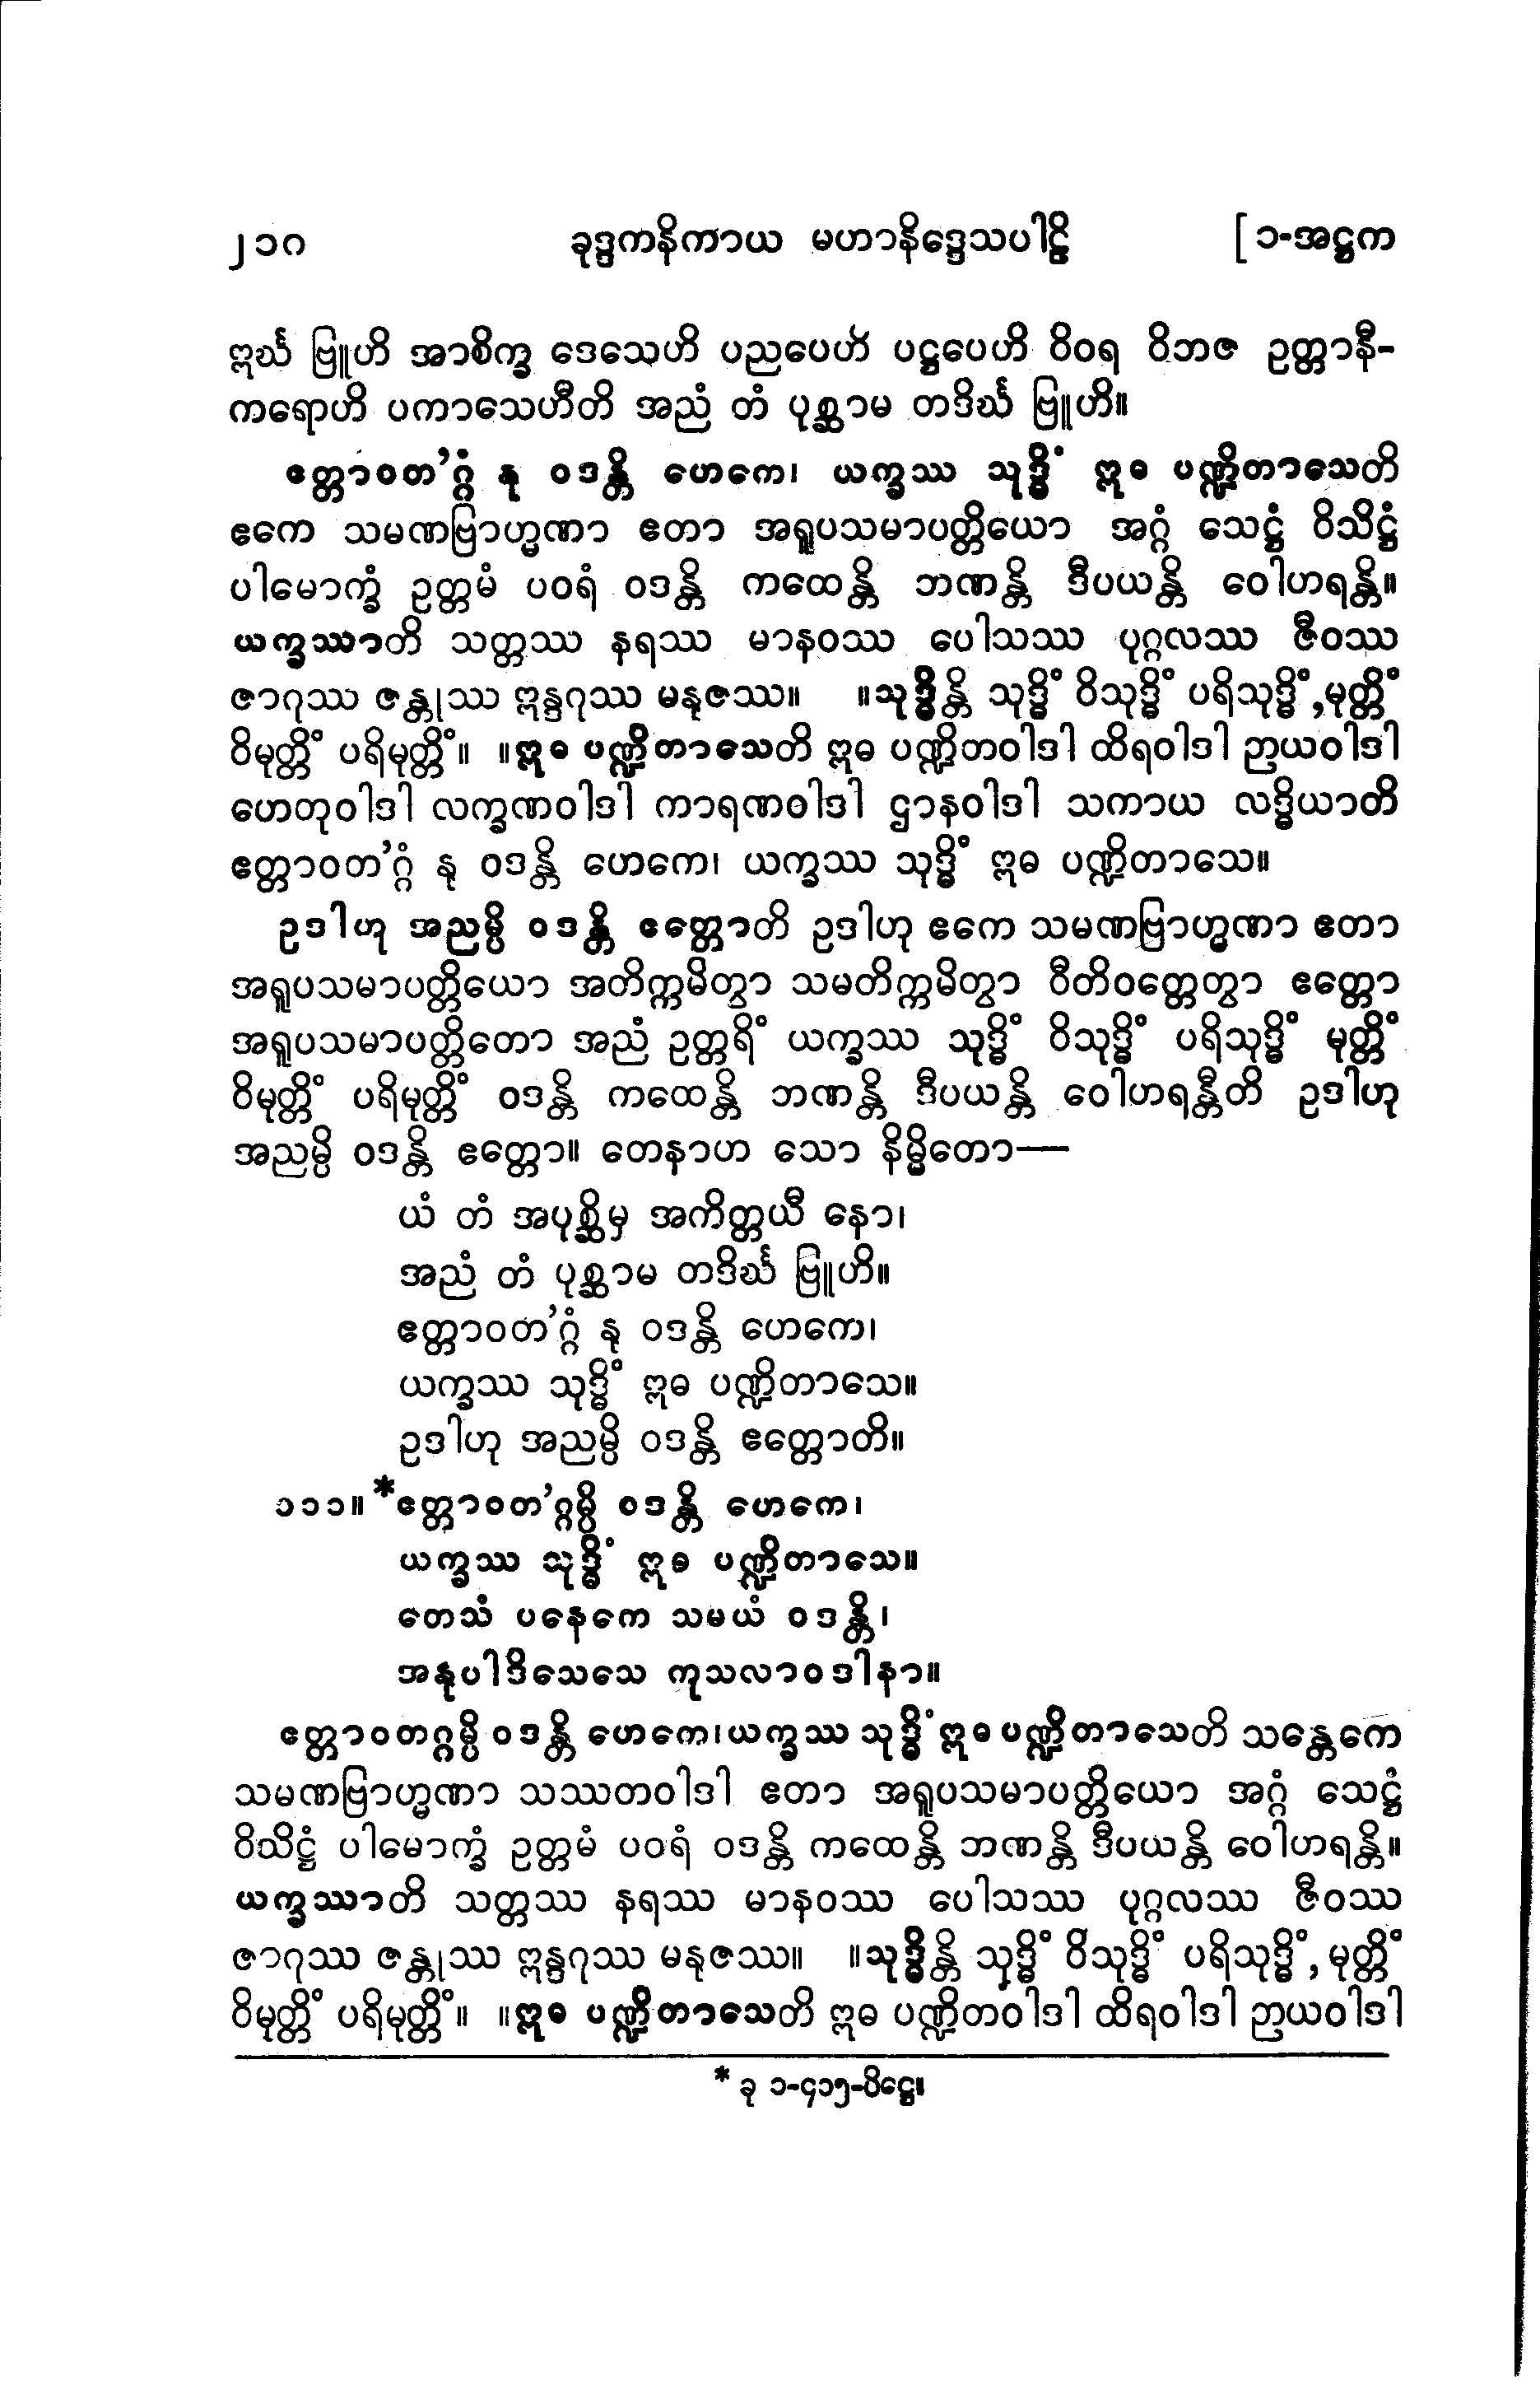 ၂၁၈ ခုဒ္ဒကနိကာယ မဟာနိဒ္ဒေသပါဠိ [၁-အဋ္ဌက
ဣင်္ဃ ဗြူဟိ အာစိက္ခ ဒေသေဟိ ပညပေဟိ ပဋ္ဌပေဟိ ဝိဝရ ဝိဘဇ ဥတ္တာနီ-
ကရောဟိ ပကာသေဟီတိ အညံ တံ ပုစ္ဆာမ တဒိင်္ဃ ဗြူဟိ။
ဧတ္တာဝတ’ဂ္ဂံ နု ဝဒန္တိ ဟေကေ၊ ယက္ခဿ သုဒ္ဓိံ ဣဓ ပဏ္ဍိတာသေတိ
ဧကေ သမဏဗြာဟ္မဏာ ဧတာ အရူပသမာပတ္တိယော အဂ္ဂံ သေဋ္ဌံ ဝိသိဋ္ဌံ
ပါမောက္ခံ ဥတ္တမံ ပဝရံ ဝဒန္တိ ကထေန္တိ ဘဏန္တိ ဒီပယန္တိ ဝေါဟရန္တိ။
ယက္ခဿာတိ သတ္တဿ နရဿ မာနဝဿ ပေါသဿ ပုဂ္ဂလဿ ဇီဝဿ
ဇာဂုဿ ဇန္တုဿ ဣန္ဒဂုဿ မနုဇဿ။ ။သုဒ္ဓိန္တိ သုဒ္ဓိံ ဝိသုဒ္ဓိံ ပရိသုဒ္ဓိံ,မုတ္တိံ
ဝိမုတ္တိံ ပရိမုတ္တိံ။ ။ဣဓ ပဏ္ဍိတာသေတိ ဣဓ ပဏ္ဍိတဝါဒါ ထိရဝါဒါ ဉာယဝါဒါ
ဟေတုဝါဒါ လက္ခဏဝါဒါ ကာရဏဝါဒါ ဌာနဝါဒါ သကာယ လဒ္ဓိယာတိ
ဧတ္တာဝတ’ဂ္ဂံ နု ဝဒန္တိ ဟေကေ၊ ယက္ခဿ သုဒ္ဓိံ ဣဓ ပဏ္ဍိတာသေ။
ဥဒါဟု အညမ္ပိ ဝဒန္တိ ဧတ္တောတိ ဥဒါဟု ဧကေ သမဏဗြာဟ္မဏာ ဧတာ
အရူပသမာပတ္တိယော အတိက္ကမိတွာ သမတိက္ကမိတွာ ဝီတိဝတ္တေတွာ ဧတ္တော
အရူပသမာပတ္တိတော အညံ ဥတ္တရိံ ယက္ခဿ သုဒ္ဓိံ ဝိသုဒ္ဓိံ ပရိသုဒ္ဓိံ မုတ္တိံ
ဝိမုတ္တိံ ပရိမုတ္တိံ ဝဒန္တိ ကထေန္တိ ဘဏန္တိ ဒီပယန္တိ ဝေါဟရန္တီတိ ဥဒါဟု
အညမ္ပိ ဝဒန္တိ ဧတ္တော။ တေနာဟ သော နိမ္မိတော—
ယံ တံ အပုစ္ဆိမှ အကိတ္တယီ နော၊
အညံ တံ ပုစ္ဆာမ တဒိင်္ဃ ဗြူဟိ။
ဧတ္တာဝတ’ဂ္ဂံ နု ဝဒန္တိ ဟေကေ၊
ယက္ခဿ သုဒ္ဓိံ ဣဓ ပဏ္ဍိတာသေ။
ဥဒါဟု အညမ္ပိ ဝဒန္တိ ဧတ္တောတိ။
၁၁၁။ *ဧတ္တာဝတ’ဂ္ဂမ္ပိ ဝဒန္တိ ဟေကေ၊
ယက္ခဿ သုဒ္ဓိံ ဣဓ ပဏ္ဍိတာသေ။
တေသံ ပနေကေ သမယံ ဝဒန္တိ၊
အနုပါဒိသေသေ ကုသလာဝဒါနာ။
ဧတ္တာဝတဂ္ဂမ္ပိ ဝဒန္တိ ဟေကေ၊ယက္ခဿ သုဒ္ဓိံ ဣဓ ပဏ္ဍိတာသေတိ သန္တေကေ
သမဏဗြာဟ္မဏာ သဿတဝါဒါ ဧတာ အရူပသမာပတ္တိယော အဂ္ဂံ သေဋ္ဌံ
ဝိသိဋ္ဌံ ပါမောက္ခံ ဥတ္တမံ ပဝရံ ဝဒန္တိ ကထေန္တိ ဘဏန္တိ ဒီပယန္တိ ဝေါဟရန္တိ။
ယက္ခဿာတိ သတ္တဿ နရဿ မာနဝဿ ပေါသဿ ပုဂ္ဂလဿ ဇီဝဿ
ဇာဂုဿ ဇန္တုဿ ဣန္ဒဂုဿ မနုဇဿ။ ။သုဒ္ဓိန္တိ သုဒ္ဓိံ ဝိသုဒ္ဓိံ ပရိသုဒ္ဓိံ, မုတ္တိံ
ဝိမုတ္တိံ ပရိမုတ္တိံ။ ။ဣဓ ပဏ္ဍိတာသေတိ ဣဓ ပဏ္ဍိတဝါဒါ ထိရဝါဒါ ဉာယဝါဒါ
* ခု ၁-၄၁၅-ပိဋ္ဌေ။